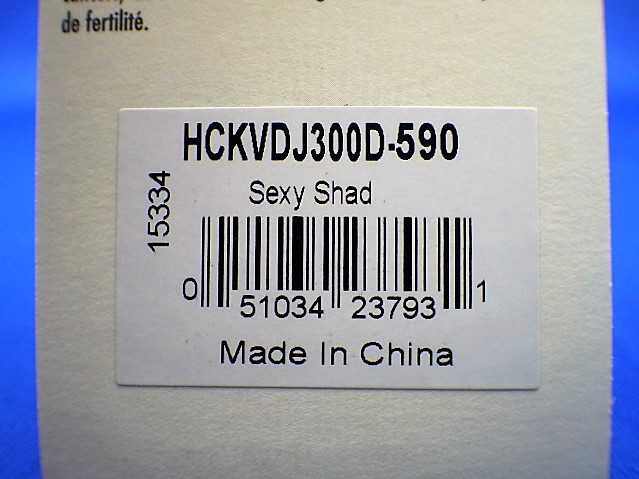 de fertilité.
HCKVDJ300D-590
15334
Sexy Shad
0 51034 23793 1
Made In China